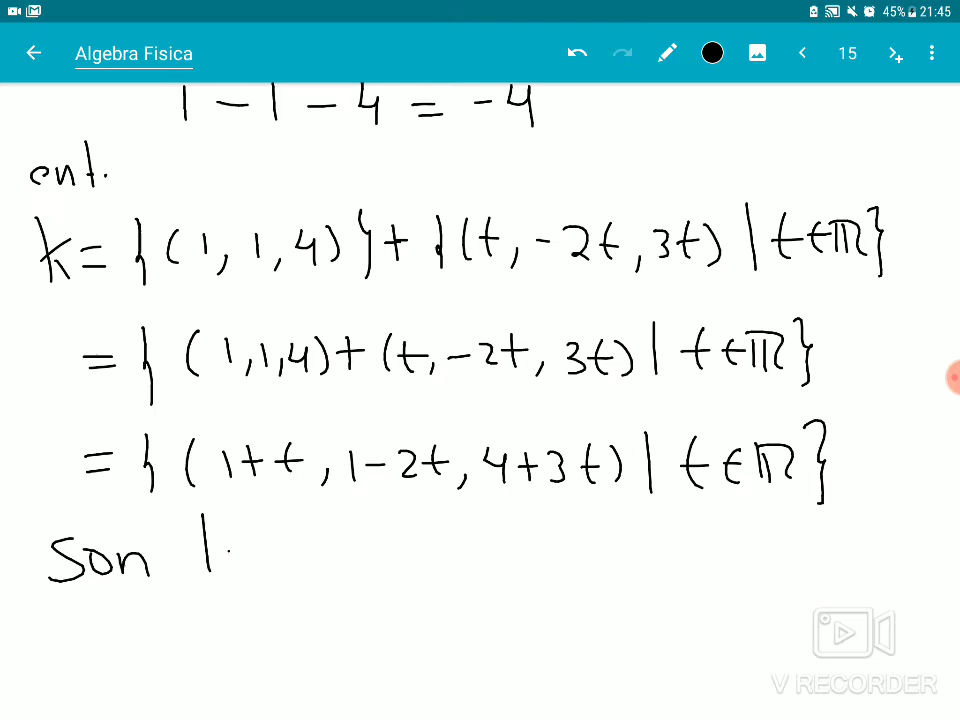 45% 21:45
Algebra Fisica 15
1 - 1 - 4 = -4
ent.
K = {(1, 1, 4)} + {(t, -2t, 3t) | t ∈ ℝ}
= {(1, 1, 4) + (t, -2t, 3t) | t ∈ ℝ}
= {(1+t, 1-2t, 4+3t) | t ∈ ℝ}
Son l
V RECORDER